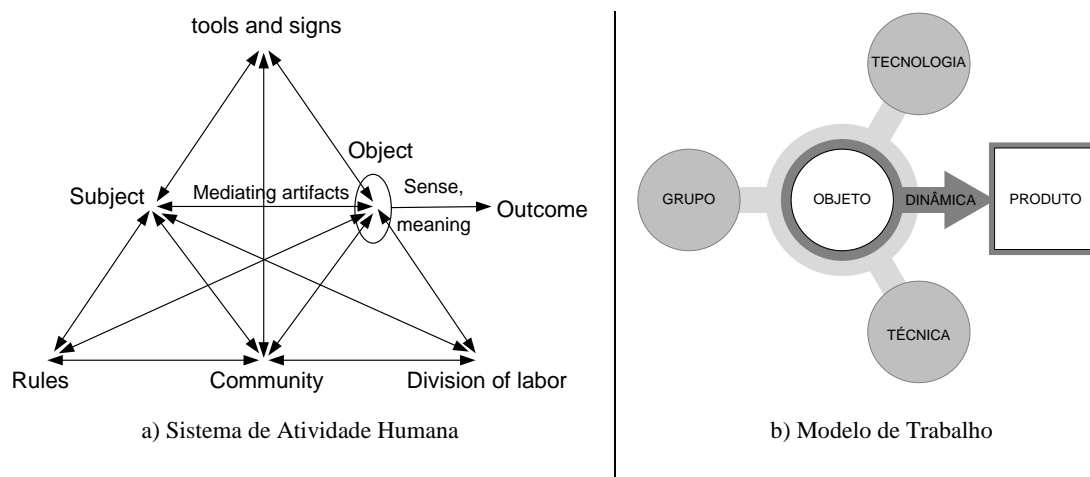 tools and signs
Object
Subject
Mediating artifacts
Sense,
meaning
Outcome
Rules
Community
Division of labor
a) Sistema de Atividade Humana
TECNOLOGIA
GRUPO
OBJETO
DINÂMICA
PRODUTO
TÉCNICA
b) Modelo de Trabalho